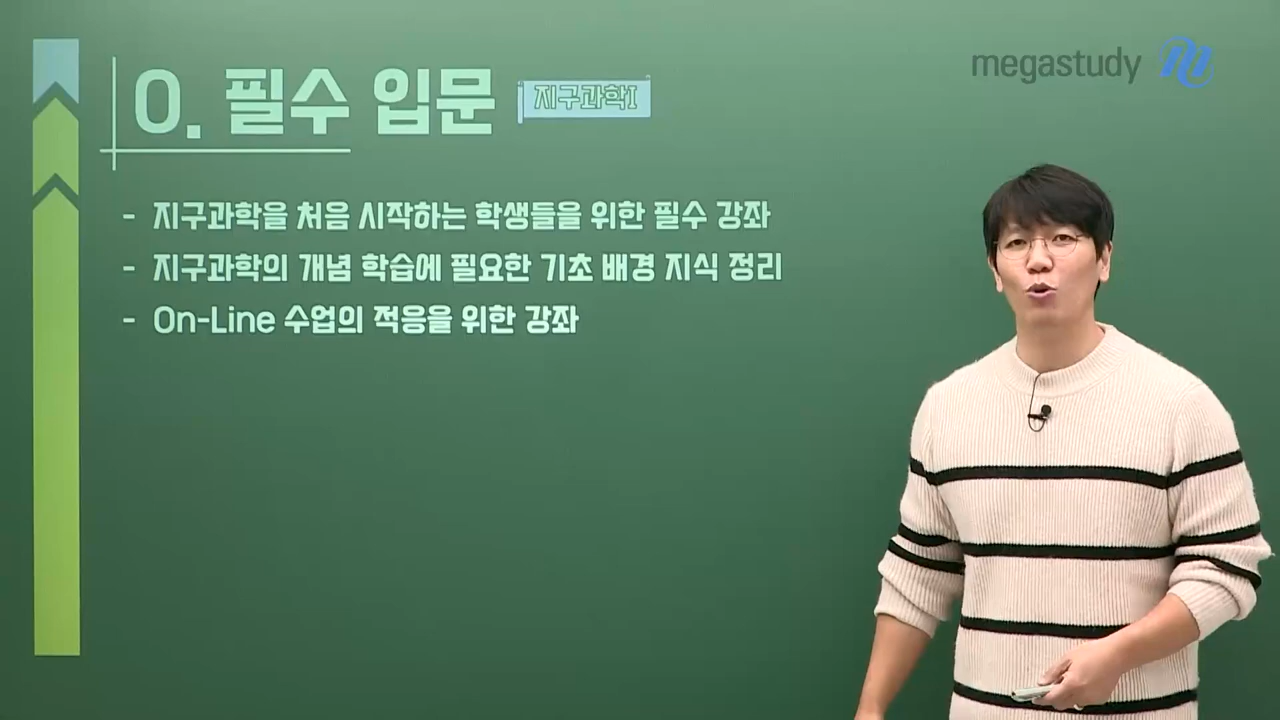 megastudy
0. 필수 입문 지구과학I
- 지구과학을 처음 시작하는 학생들을 위한 필수 강좌
- 지구과학의 개념 학습에 필요한 기초 배경 지식 정리
- On-Line 수업의 적응을 위한 강좌